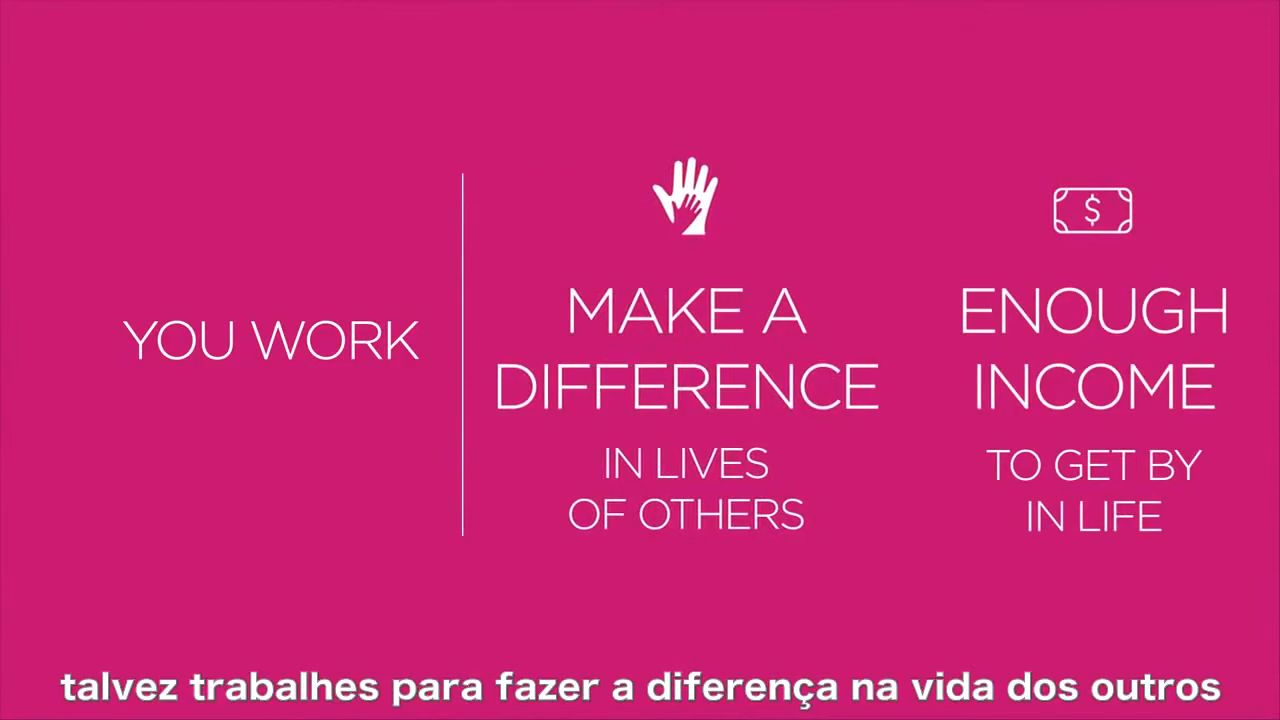 YOU WORK
MAKE A
DIFFERENCE
IN LIVES
OF OTHERS
$
ENOUGH
INCOME
TO GET BY
IN LIFE
talvez trabalhes para fazer a diferença na vida dos outros